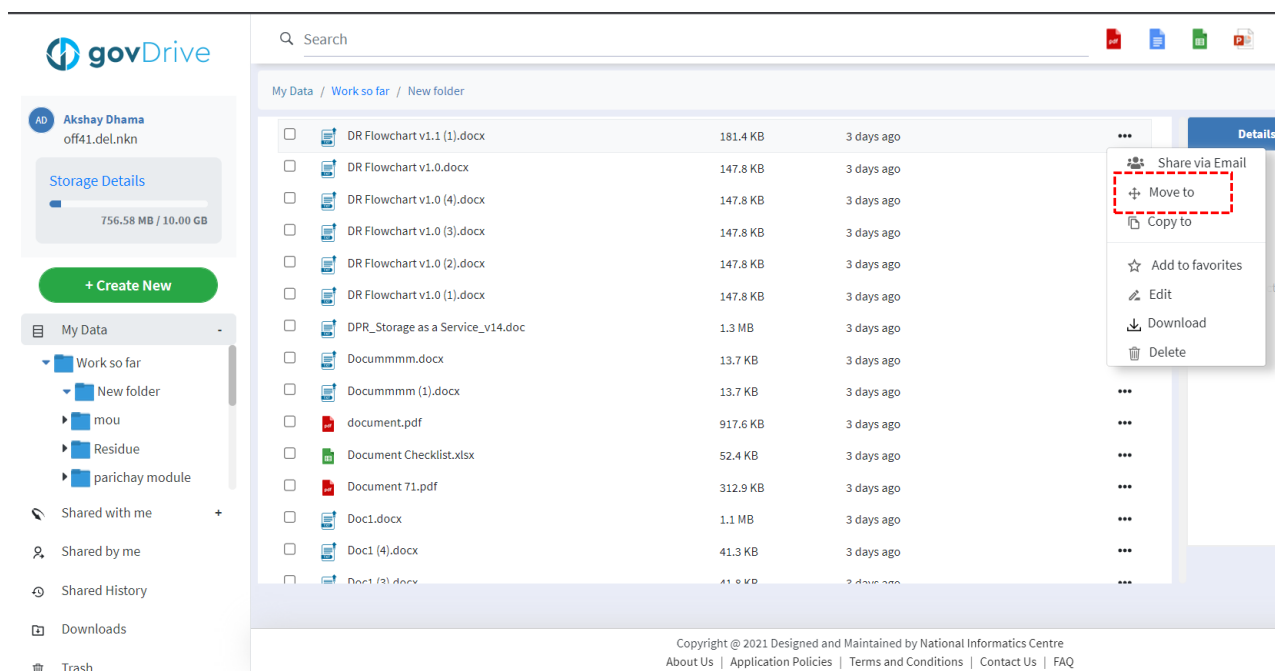 govDrive
Search
AD
Akshay Dhama
off41.del.nkn
Storage Details
756.58 MB / 10.00 GB
+ Create New
My Data -
Work so far
New folder
mou
Residue
parichay module
Shared with me +
Shared by me
Shared History
Downloads
Trash
My Data / Work so far / New folder
DR Flowchart v1.1 (1).docx 181.4 KB 3 days ago
DR Flowchart v1.0.docx 147.8 KB 3 days ago
DR Flowchart v1.0 (4).docx 147.8 KB 3 days ago
DR Flowchart v1.0 (3).docx 147.8 KB 3 days ago
DR Flowchart v1.0 (2).docx 147.8 KB 3 days ago
DR Flowchart v1.0 (1).docx 147.8 KB 3 days ago
DPR_Storage as a Service_v14.doc 1.3 MB 3 days ago
Docummmm.docx 13.7 KB 3 days ago
Docummmm (1).docx 13.7 KB 3 days ago
document.pdf 917.6 KB 3 days ago
Document Checklist.xlsx 52.4 KB 3 days ago
Document 71.pdf 312.9 KB 3 days ago
Doc1.docx 1.1 MB 3 days ago
Doc1 (4).docx 41.3 KB 3 days ago
Doc1 (3).docx 41.9 KB 3 days ago
Details
Share via Email
Move to
Copy to
Add to favorites
Edit
Download
Delete
Copyright @ 2021 Designed and Maintained by National Informatics Centre
About Us | Application Policies | Terms and Conditions | Contact Us | FAQ